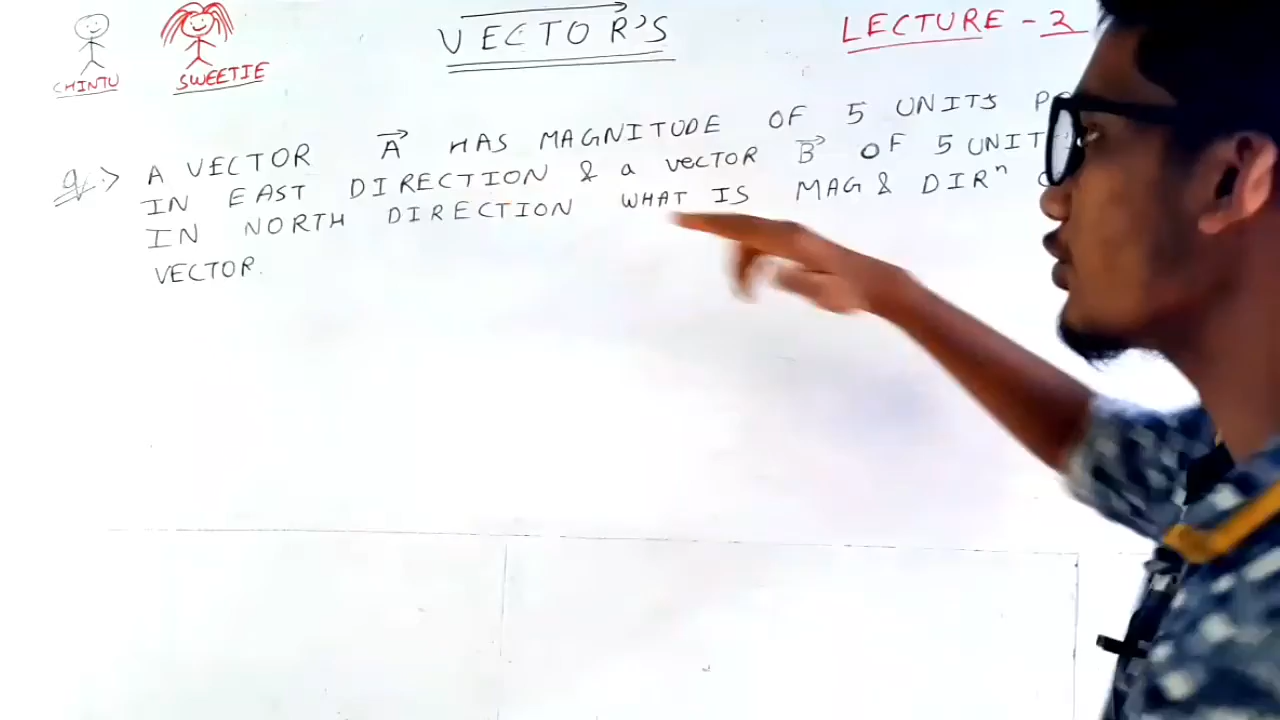 VECTOR'S
LECTURE - 3
CHINTU
SWEETIE
Q:> A VECTOR A HAS MAGNITUDE OF 5 UNITS
IN EAST DIRECTION & a vector B OF 5 UNIT
IN NORTH DIRECTION WHAT IS MAG & DIRⁿ
VECTOR.